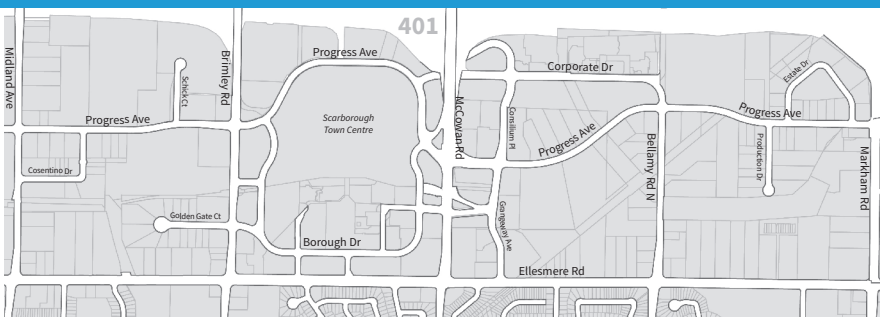 401
Progress Ave
Corporate Dr
Estate Dr
Midland Ave
Brimley Rd
Schick Ct
Progress Ave
Scarborough
Town Centre
McCowan Rd
Consilium Pl
Progress Ave
Progress Ave
Bellamy Rd N
Production Dr
Markham Rd
Cosentino Dr
Golden Gate Ct
Borough Dr
Grangeway Ave
Ellesmere Rd